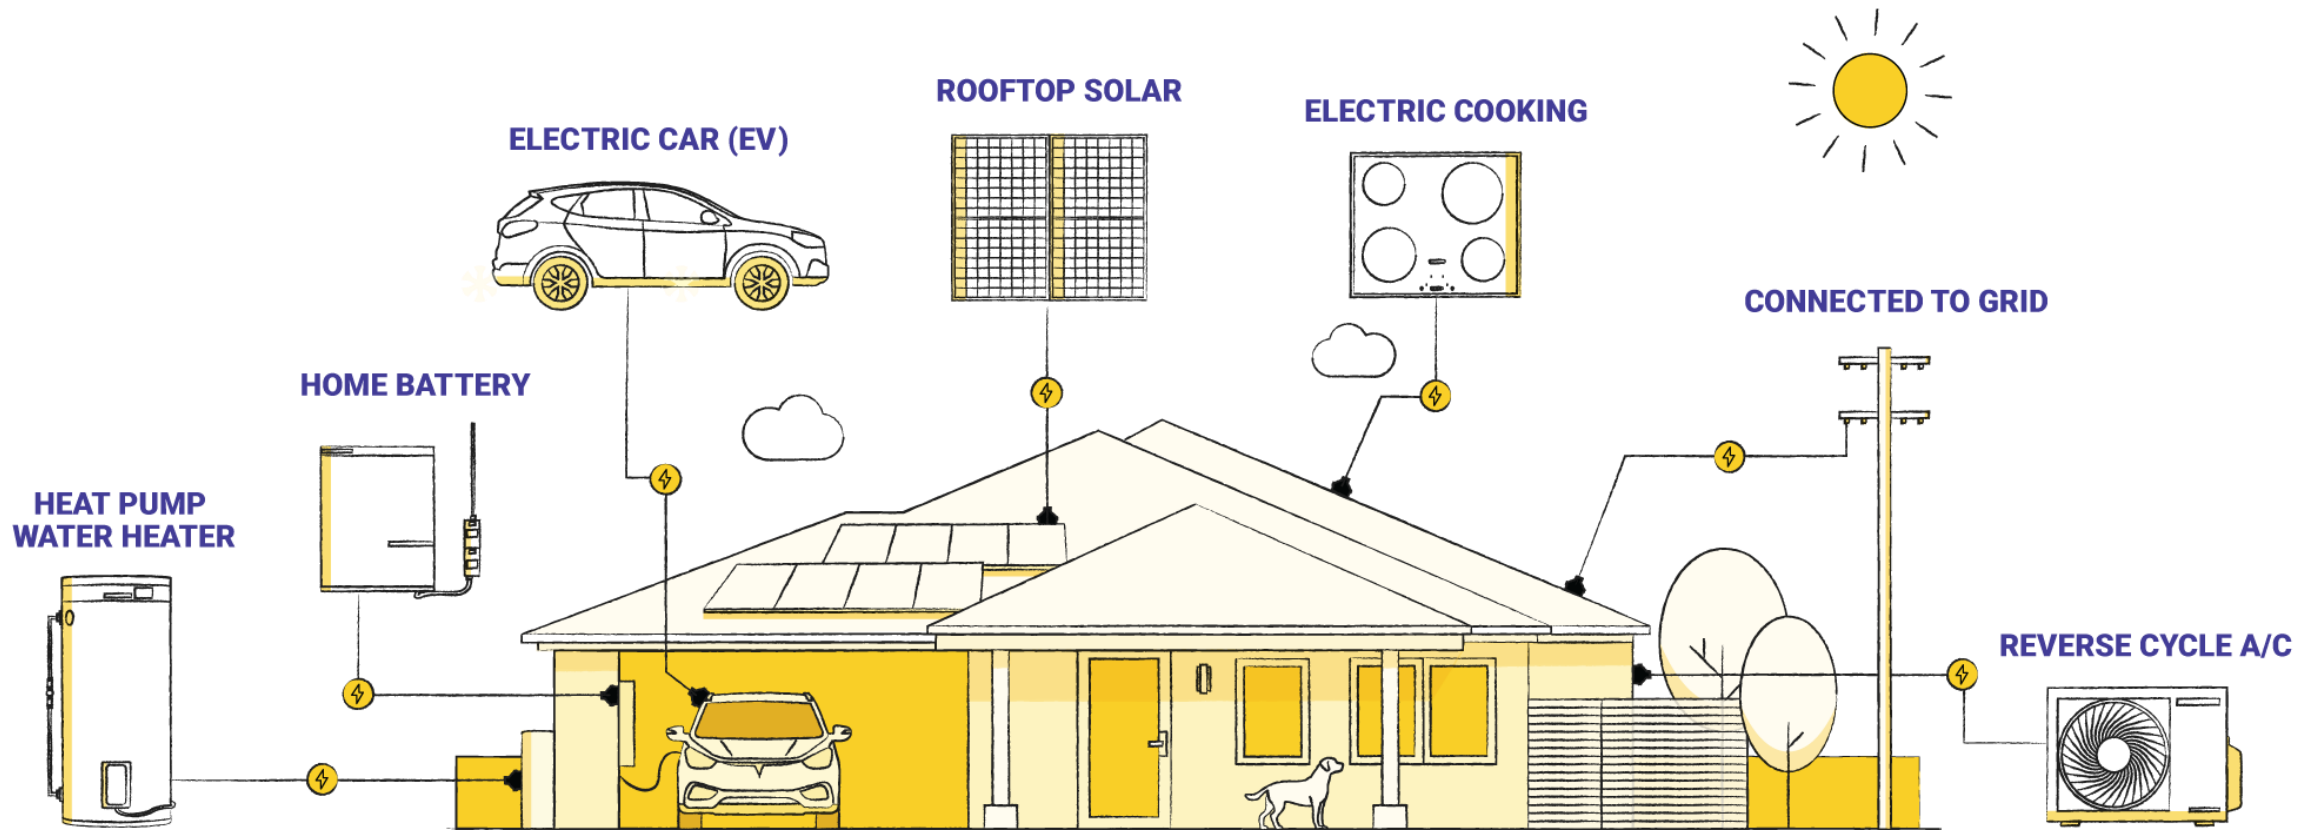 ROOFTOP SOLAR
ELECTRIC COOKING
ELECTRIC CAR (EV)
CONNECTED TO GRID
HOME BATTERY
HEAT PUMP
WATER HEATER
REVERSE CYCLE A/C